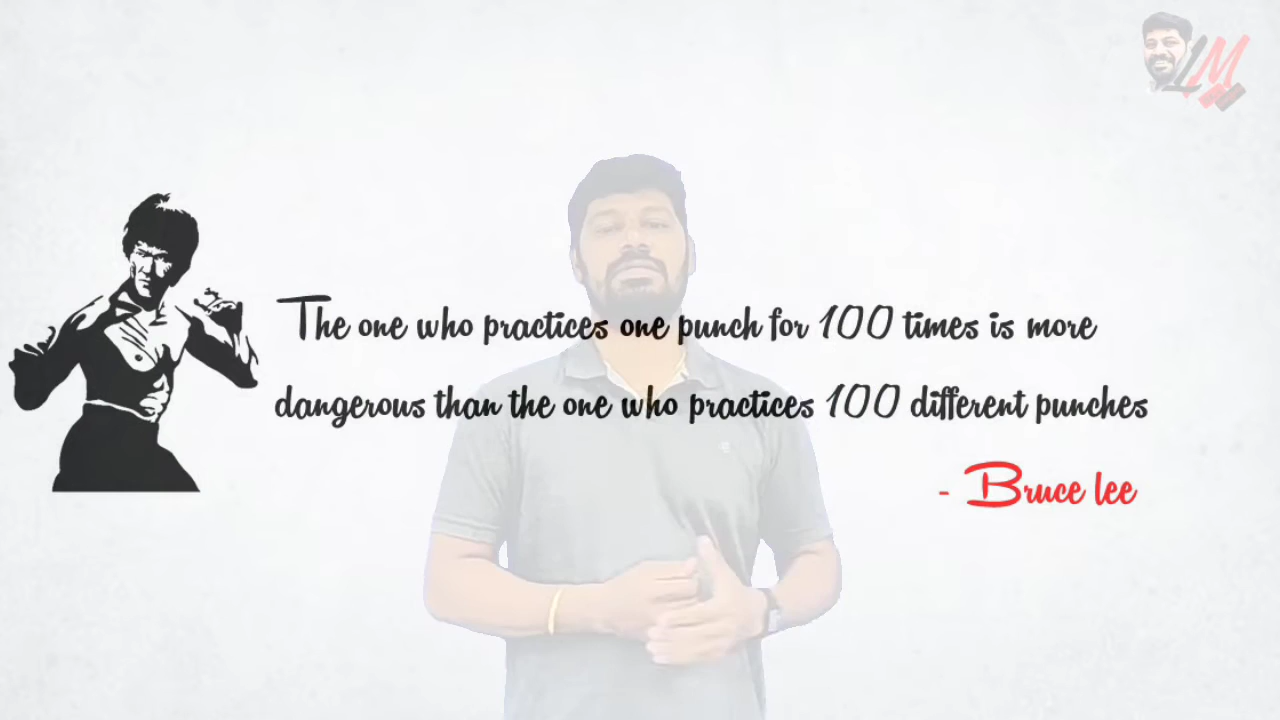 LM
The one who practices one punch for 100 times is more
dangerous than the one who practices 100 different punches
- Bruce lee